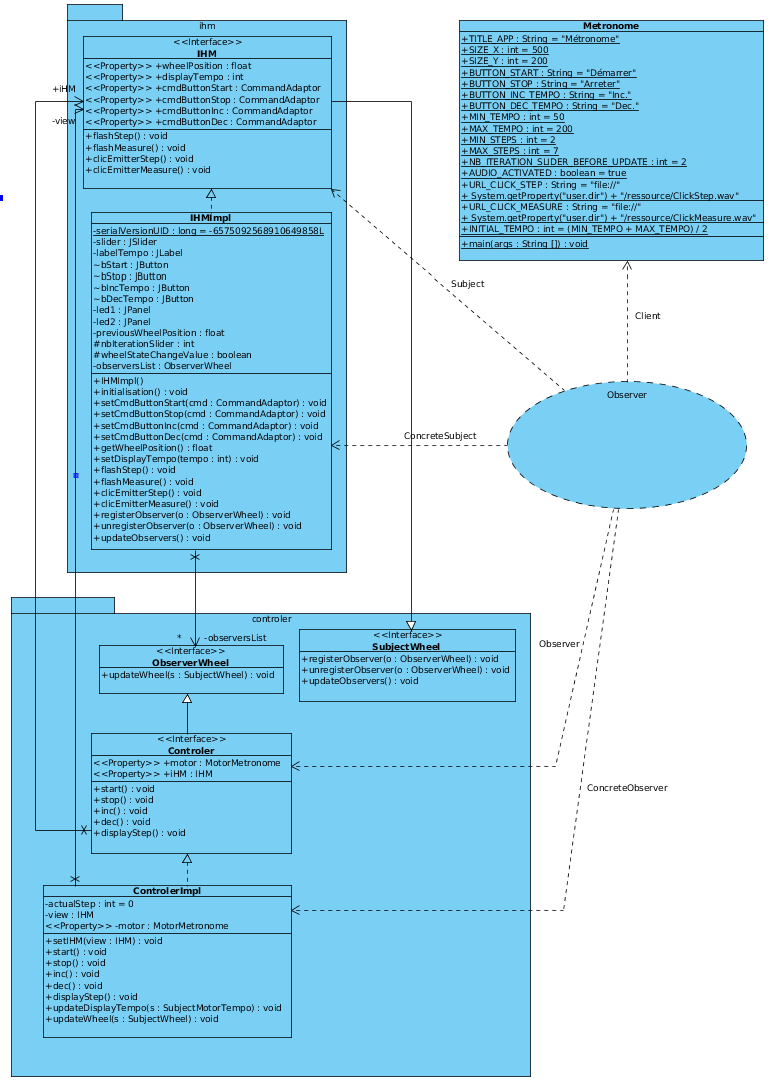 ihm
<<Interface>>
IHM
<<Property>> +wheelPosition : float
<<Property>> +displayTempo : int
<<Property>> +cmdButtonStart : CommandAdaptor
<<Property>> +cmdButtonStop : CommandAdaptor
<<Property>> +cmdButtonInc : CommandAdaptor
<<Property>> +cmdButtonDec : CommandAdaptor
+flashStep() : void
+flashMeasure() : void
+clicEmitterStep() : void
+clicEmitterMeasure() : void
+iHM
-view
IHMImpl
-serialVersionUID : long = -6575092568910649858L
-slider : JSlider
-labelTempo : JLabel
~bStart : JButton
~bStop : JButton
~bIncTempo : JButton
~bDecTempo : JButton
-led1 : JPanel
-led2 : JPanel
-previousWheelPosition : float
#nbIterationSlider : int
#wheelStateChangeValue : boolean
-observersList : ObserverWheel
+IHMImpl()
+initialisation() : void
+setCmdButtonStart(cmd : CommandAdaptor) : void
+setCmdButtonStop(cmd : CommandAdaptor) : void
+setCmdButtonInc(cmd : CommandAdaptor) : void
+setCmdButtonDec(cmd : CommandAdaptor) : void
+getWheelPosition() : float
+setDisplayTempo(tempo : int) : void
+flashStep() : void
+flashMeasure() : void
+clicEmitterStep() : void
+clicEmitterMeasure() : void
+registerObserver(o : ObserverWheel) : void
+unregisterObserver(o : ObserverWheel) : void
+updateObservers() : void
Metronome
+TITLE_APP : String = "Métronome"
+SIZE_X : int = 500
+SIZE_Y : int = 200
+BUTTON_START : String = "Démarrer"
+BUTTON_STOP : String = "Arreter"
+BUTTON_INC_TEMPO : String = "Inc."
+BUTTON_DEC_TEMPO : String = "Dec."
+MIN_TEMPO : int = 50
+MAX_TEMPO : int = 200
+MIN_STEPS : int = 2
+MAX_STEPS : int = 7
+NB_ITERATION_SLIDER_BEFORE_UPDATE : int = 2
+AUDIO_ACTIVATED : boolean = true
+URL_CLICK_STEP : String = "file://"
+ System.getProperty("user.dir") + "/ressource/ClickStep.wav"
+URL_CLICK_MEASURE : String = "file://"
+ System.getProperty("user.dir") + "/ressource/ClickMeasure.wav"
+INITIAL_TEMPO : int = (MIN_TEMPO + MAX_TEMPO) / 2
+main(args : String []) : void
Subject
Client
Observer
ConcreteSubject
controler
* -observersList
<<Interface>>
ObserverWheel
+updateWheel(s : SubjectWheel) : void
<<Interface>>
SubjectWheel
+registerObserver(o : ObserverWheel) : void
+unregisterObserver(o : ObserverWheel) : void
+updateObservers() : void
Observer
<<Interface>>
Controler
<<Property>> +motor : MotorMetronome
<<Property>> +iHM : IHM
+start() : void
+stop() : void
+inc() : void
+dec() : void
+displayStep() : void
ConcreteObserver
ControlerImpl
-actualStep : int = 0
-view : IHM
<<Property>> -motor : MotorMetronome
+setIHM(view : IHM) : void
+start() : void
+stop() : void
+inc() : void
+dec() : void
+displayStep() : void
+updateDisplayTempo(s : SubjectMotorTempo) : void
+updateWheel(s : SubjectWheel) : void